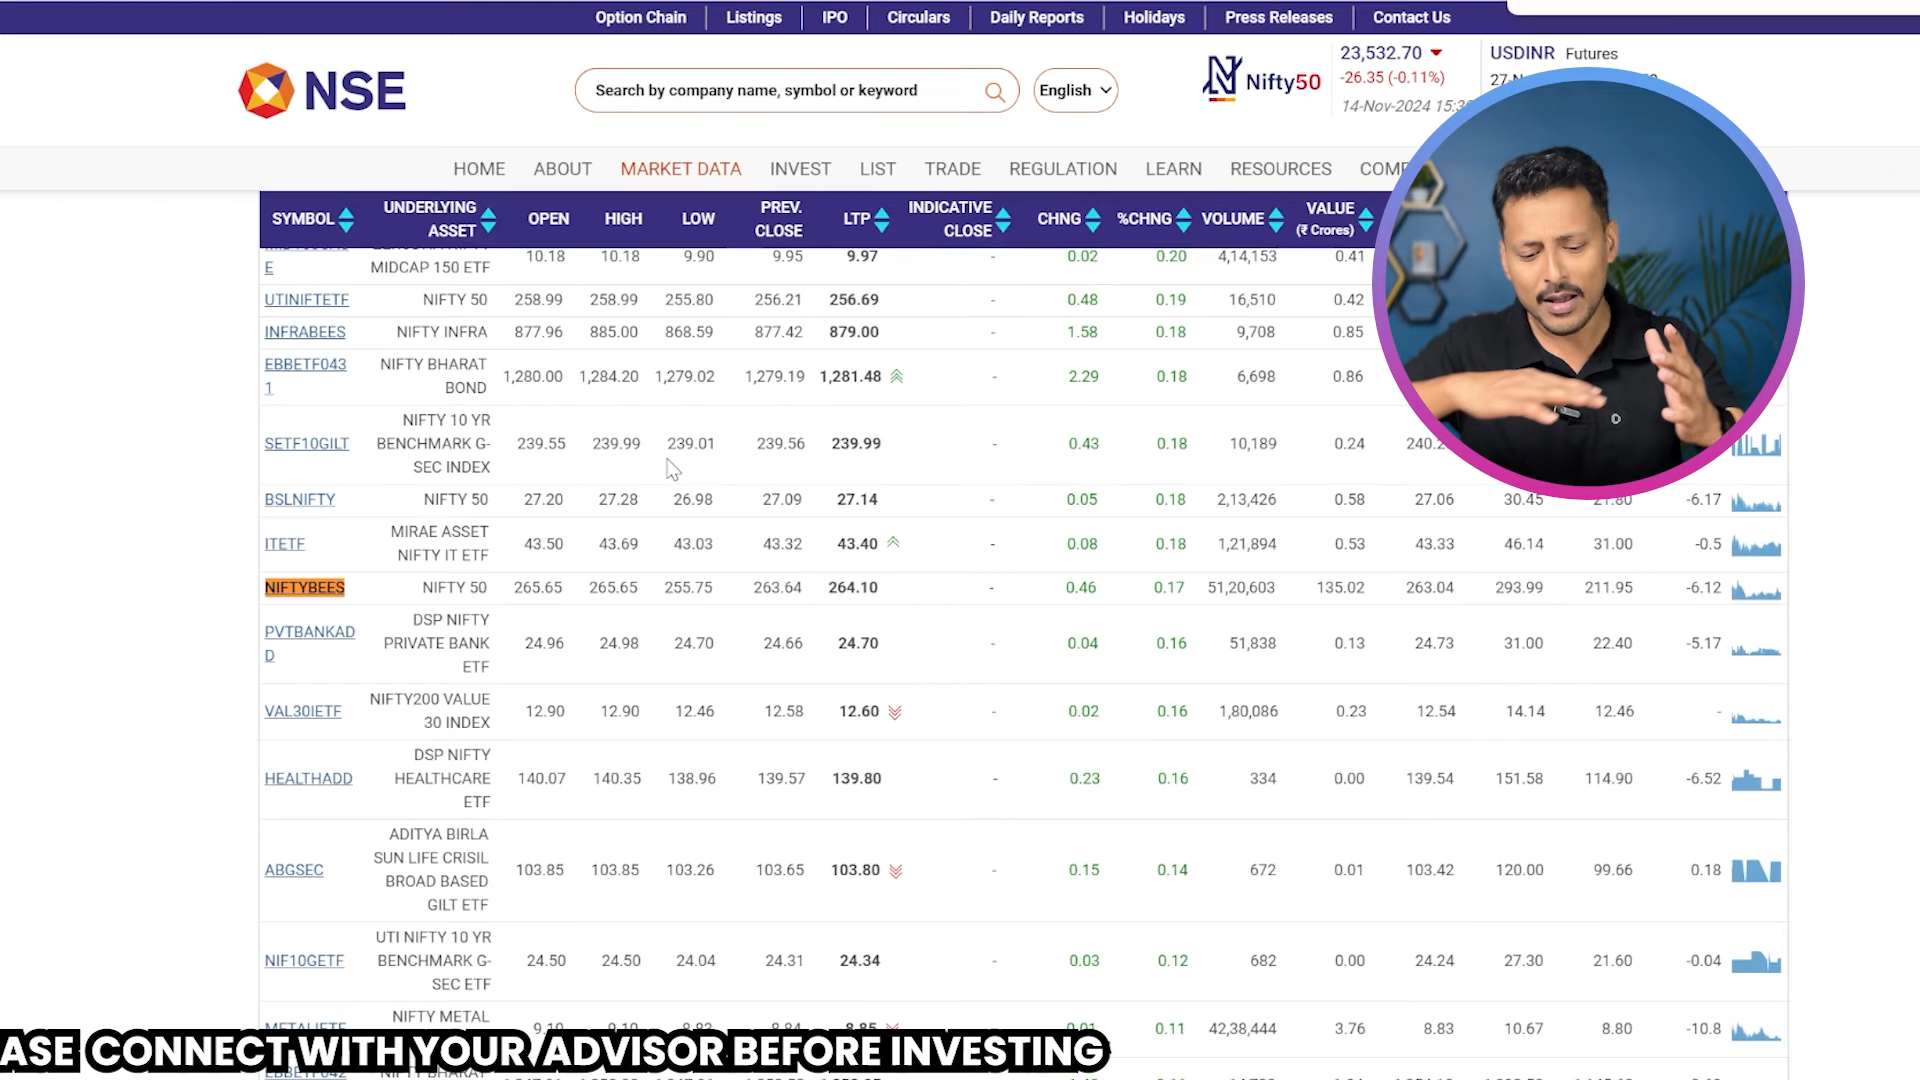 Option Chain Listings IPO Circulars Daily Reports Holidays Press Releases Contact Us
NSE
Search by company name, symbol or keyword
English
Nifty50
23,532.70
-26.35 (-0.11%)
14-Nov-2024
USDINR Futures
HOME ABOUT MARKET DATA INVEST LIST TRADE REGULATION LEARN RESOURCES
SYMBOL UNDERLYING ASSET OPEN HIGH LOW PREV. CLOSE LTP INDICATIVE CLOSE CHNG %CHNG VOLUME VALUE (₹ Crores)
E MIDCAP 150 ETF 10.18 10.18 9.90 9.95 9.97 - 0.02 0.20 4,14,153 0.41
UTINIFTETF NIFTY 50 258.99 258.99 255.80 256.21 256.69 - 0.48 0.19 16,510 0.42
INFRABEES NIFTY INFRA 877.96 885.00 868.59 877.42 879.00 - 1.58 0.18 9,708 0.85
EBBETF0431 NIFTY BHARAT BOND 1,280.00 1,284.20 1,279.02 1,279.19 1,281.48 - 2.29 0.18 6,698 0.86
SETF10GILT NIFTY 10 YR BENCHMARK G-SEC INDEX 239.55 239.99 239.01 239.56 239.99 - 0.43 0.18 10,189 0.24
BSLNIFTY NIFTY 50 27.20 27.28 26.98 27.09 27.14 - 0.05 0.18 2,13,426 0.58 27.06 30.45 21.80 -6.17
ITETF MIRAE ASSET NIFTY IT ETF 43.50 43.69 43.03 43.32 43.40 - 0.08 0.18 1,21,894 0.53 43.33 46.14 31.00 -0.5
NIFTYBEES NIFTY 50 265.65 265.65 255.75 263.64 264.10 - 0.46 0.17 51,20,603 135.02 263.04 293.99 211.95 -6.12
PVTBANKADD DSP NIFTY PRIVATE BANK ETF 24.96 24.98 24.70 24.66 24.70 - 0.04 0.16 51,838 0.13 24.73 31.00 22.40 -5.17
VAL30IETF NIFTY200 VALUE 30 INDEX 12.90 12.90 12.46 12.58 12.60 - 0.02 0.16 1,80,086 0.23 12.54 14.14 12.46 -
HEALTHADD DSP NIFTY HEALTHCARE ETF 140.07 140.35 138.96 139.57 139.80 - 0.23 0.16 334 0.00 139.54 151.58 114.90 -6.52
ABGSEC ADITYA BIRLA SUN LIFE CRISIL BROAD BASED GILT ETF 103.85 103.85 103.26 103.65 103.80 - 0.15 0.14 672 0.01 103.42 120.00 99.66 0.18
NIF10GETF UTI NIFTY 10 YR BENCHMARK G-SEC ETF 24.50 24.50 24.04 24.31 24.34 - 0.03 0.12 682 0.00 24.24 27.30 21.60 -0.04
NIFTY METAL 0.11 42,38,444 3.76 8.83 10.67 8.80 -10.8
ASE CONNECT WITH YOUR ADVISOR BEFORE INVESTING